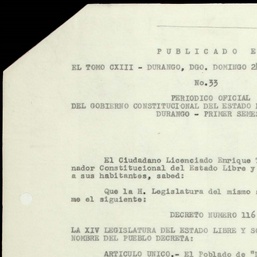 PUBLICADO E
EL TOMO CXIII - DURANGO, DGO. DOMINGO 2
No.33
PERIODICO OFICIAL
DEL GOBIERNO CONSTITUCIONAL DEL ESTADO
DURANGO - PRIMER SEME
El Ciudadano Licenciado Enrique
nador Constitucional del Estado Libre y
a sus habitantes, sabed:
Que la H. Legislatura del mismo
me el siguiente:
DECRETO NUMERO 116
LA XIV LEGISLATURA DEL ESTADO LIBRE Y S
NOMBRE DEL PUEBLO DECRETA:
ARTICULO UNICO.- El Poblado de "